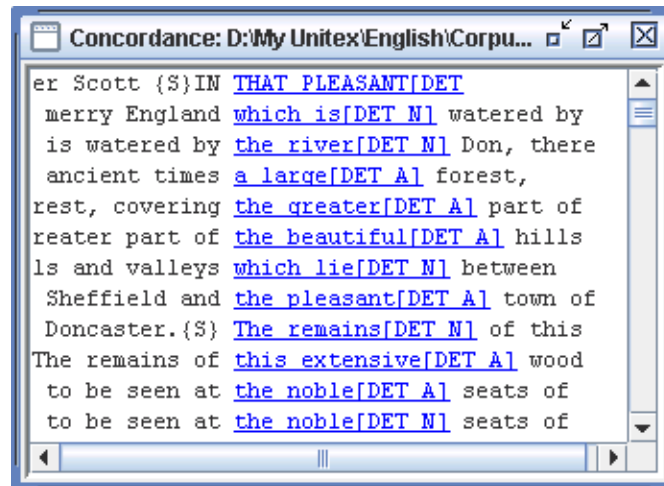 Concordance: D:\My Unitex\English\Corpu...
er Scott {S}IN THAT PLEASANT[DET
merry England which is[DET N] watered by
is watered by the river[DET N] Don, there
ancient times a large[DET A] forest,
rest, covering the greater[DET A] part of
reater part of the beautiful[DET A] hills
ls and valleys which lie[DET N] between
Sheffield and the pleasant[DET A] town of
Doncaster.{S} The remains[DET N] of this
The remains of this extensive[DET A] wood
to be seen at the noble[DET A] seats of
to be seen at the noble[DET N] seats of